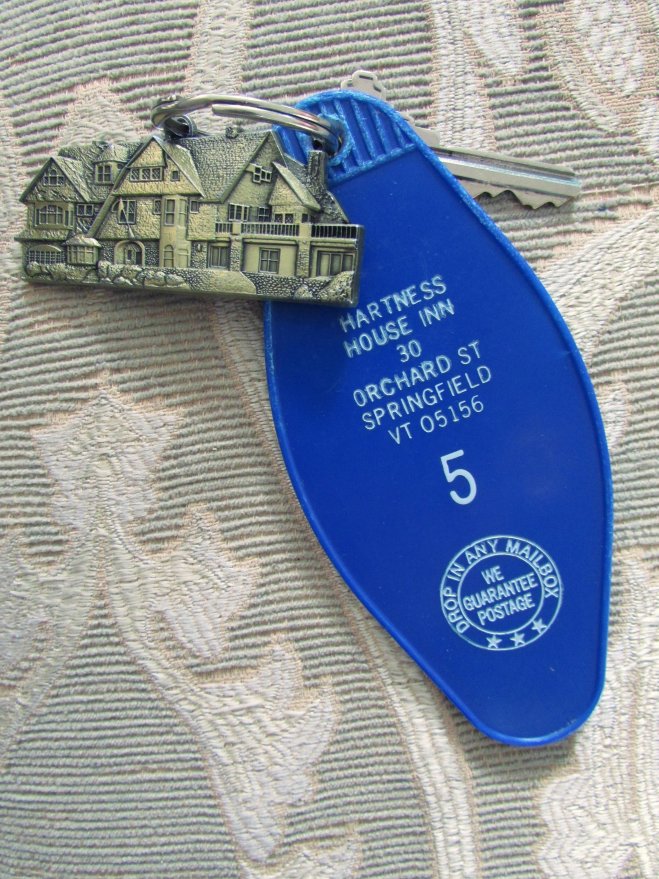 HARTNESS
HOUSE INN
30
ORCHARD ST
SPRINGFIELD
VT 05156
5
DROP IN ANY MAILBOX
WE
GUARANTEE
POSTAGE